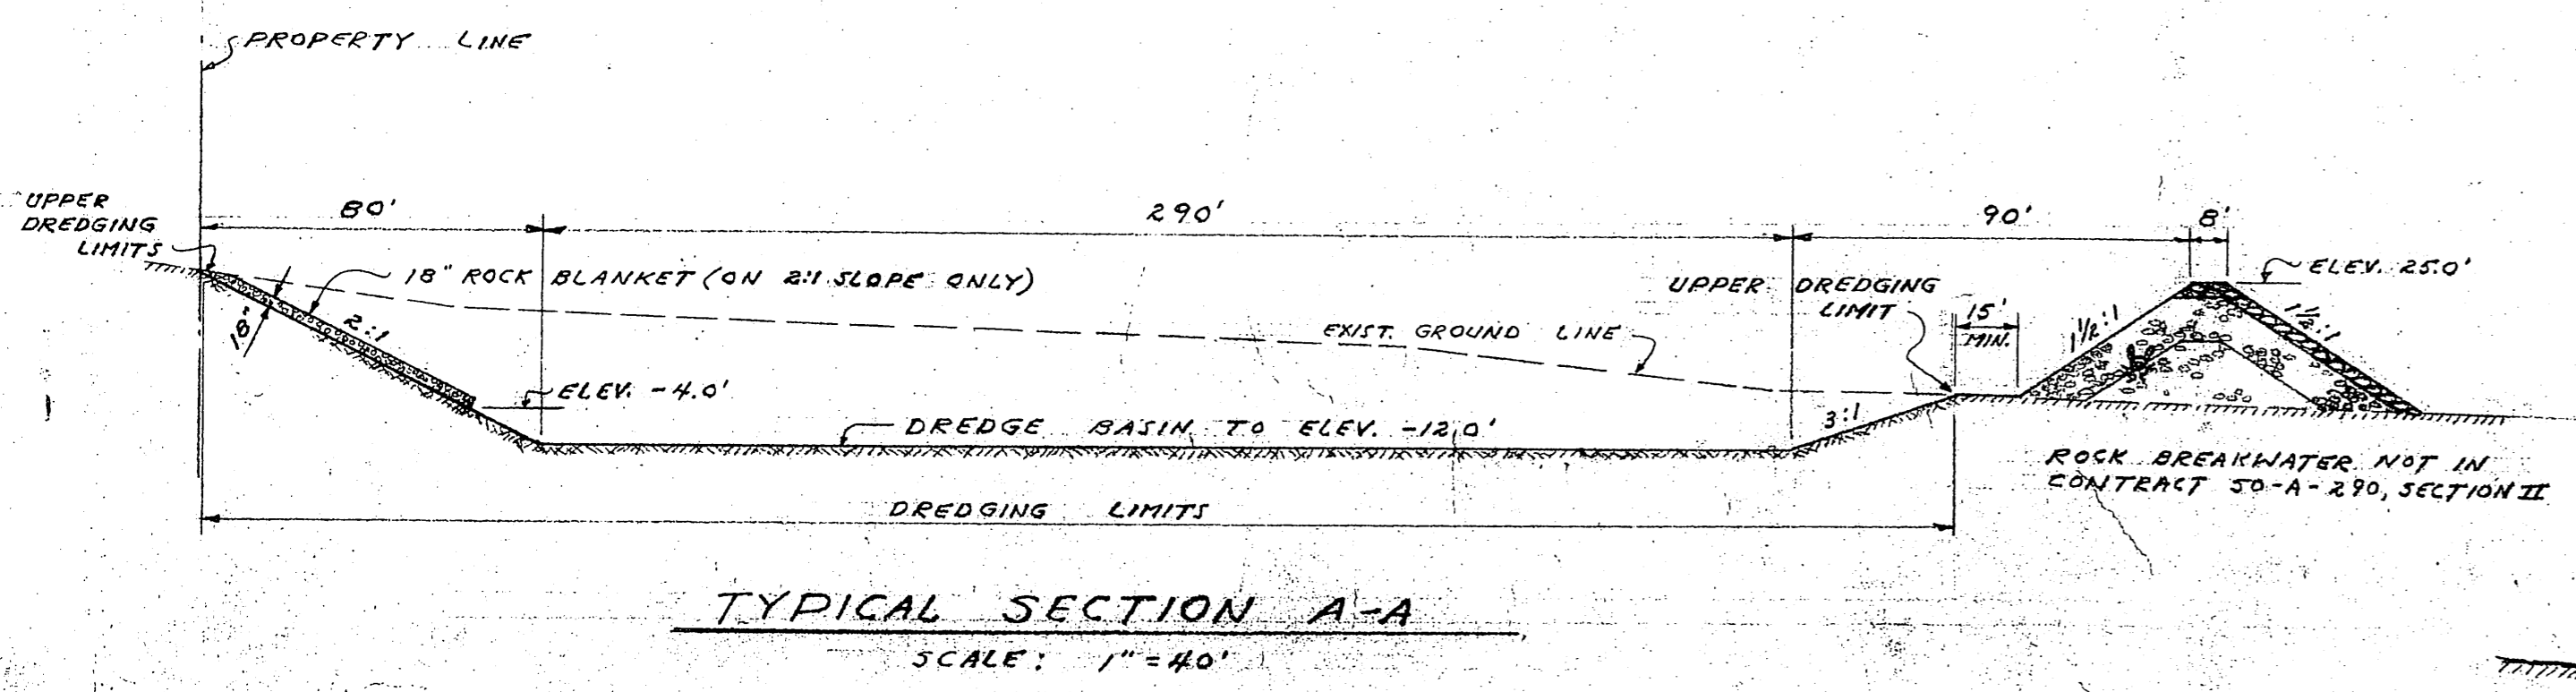 PROPERTY LINE
UPPER
DREDGING
LIMITS
80'
290'
90'
8'
18" ROCK BLANKET (ON 2:1 SLOPE ONLY)
ELEV. 25.0'
UPPER DREDGING
LIMIT
15'
MIN.
18"
2:1
EXIST. GROUND LINE
1½:1
1½:1
ELEV. -4.0'
3:1
DREDGE BASIN TO ELEV. -12.0'
ROCK BREAKWATER NOT IN
CONTRACT 50-A-290, SECTION II
DREDGING LIMITS
TYPICAL SECTION A-A
SCALE: 1" = 40'